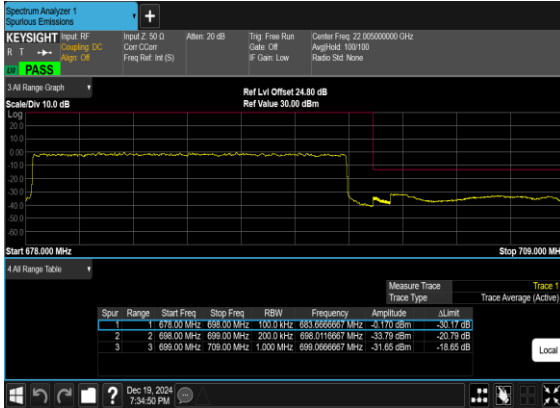 Spectrum Analyzer 1
Spurious Emissions
+
KEYSIGHT
R T
PASS
Input: RF
Coupling: DC
Align: Off
Input Z: 50 Ω
Corr CCorr
Freq Ref: Int (S)
Atten: 20 dB
Trig: Free Run
Gate: Off
IF Gain: Low
Center Freq: 22.005000000 GHz
Avg|Hold: 100/100
Radio Std: None
3 All Range Graph
Scale/Div 10.0 dB
Ref Lvl Offset 24.80 dB
Ref Value 30.00 dBm
Log
20.0
10.0
0.00
-10.0
-20.0
-30.0
-40.0
-50.0
-60.0
Start 678.000 MHz
Stop 709.000 MH
4 All Range Table
Measure Trace Trace 1
Trace Type Trace Average (Active)
Spur Range Start Freq Stop Freq RBW Frequency Amplitude ΔLimit
1 1 678.00 MHz 698.00 MHz 100.0 kHz 683.6666667 MHz -0.170 dBm -30.17 dB
2 2 698.00 MHz 699.00 MHz 200.0 kHz 698.0116667 MHz -33.79 dBm -20.79 dB
3 3 699.00 MHz 709.00 MHz 1.000 MHz 699.0666667 MHz -31.65 dBm -18.65 dB
Local
?
Dec 19, 2024
7:34:50 PM